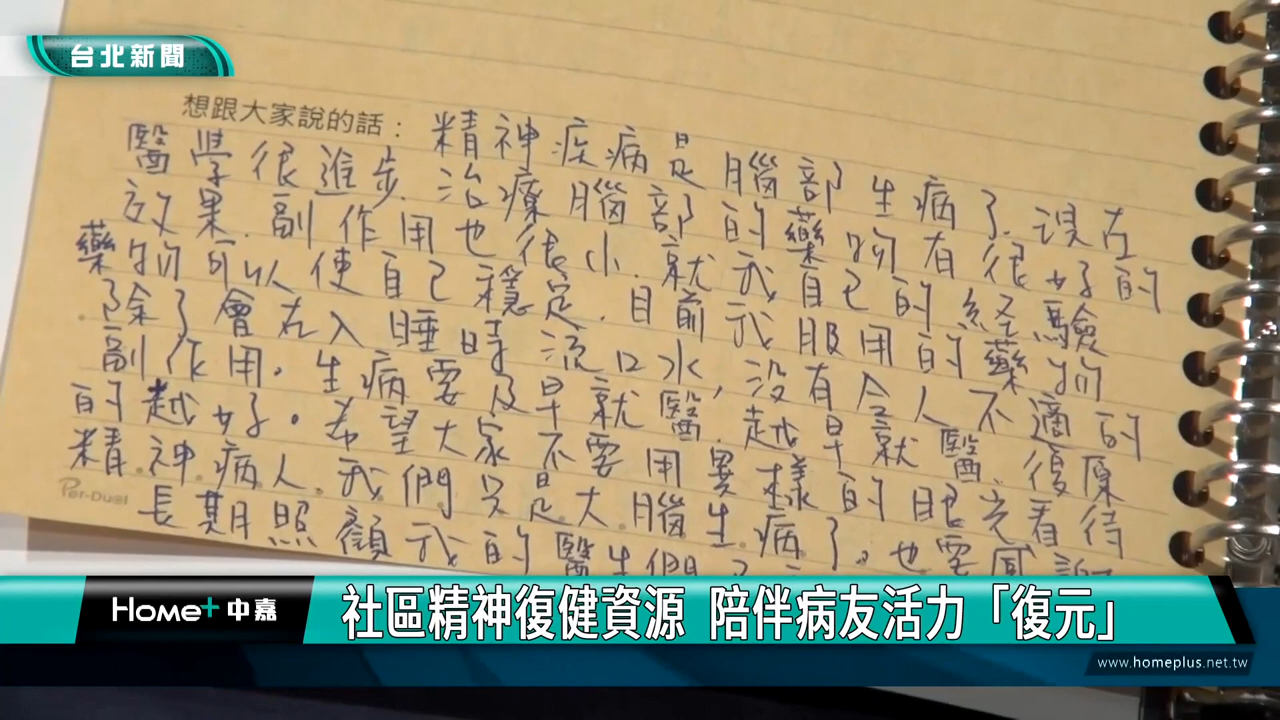 台北新聞
想跟大家說的話：精神疾病是腦部生病了.現在
醫學很進步.治療腦部的藥物有很好的
效果.副作用也很小.就我自己的經驗
藥物可以使自己穩定.目前我服用的藥物
除了會在入睡時流口水,沒有令人不適的
副作用。生病要及早就醫.越早就醫.復原
的越好。希望大家不要用異樣的眼光看待
精神病人.我們只是大腦生病了。也要
長期照顧我的醫生們
Per-Duel
Home+中嘉
社區精神復健資源 陪伴病友活力「復元」
www.homeplus.net.tw